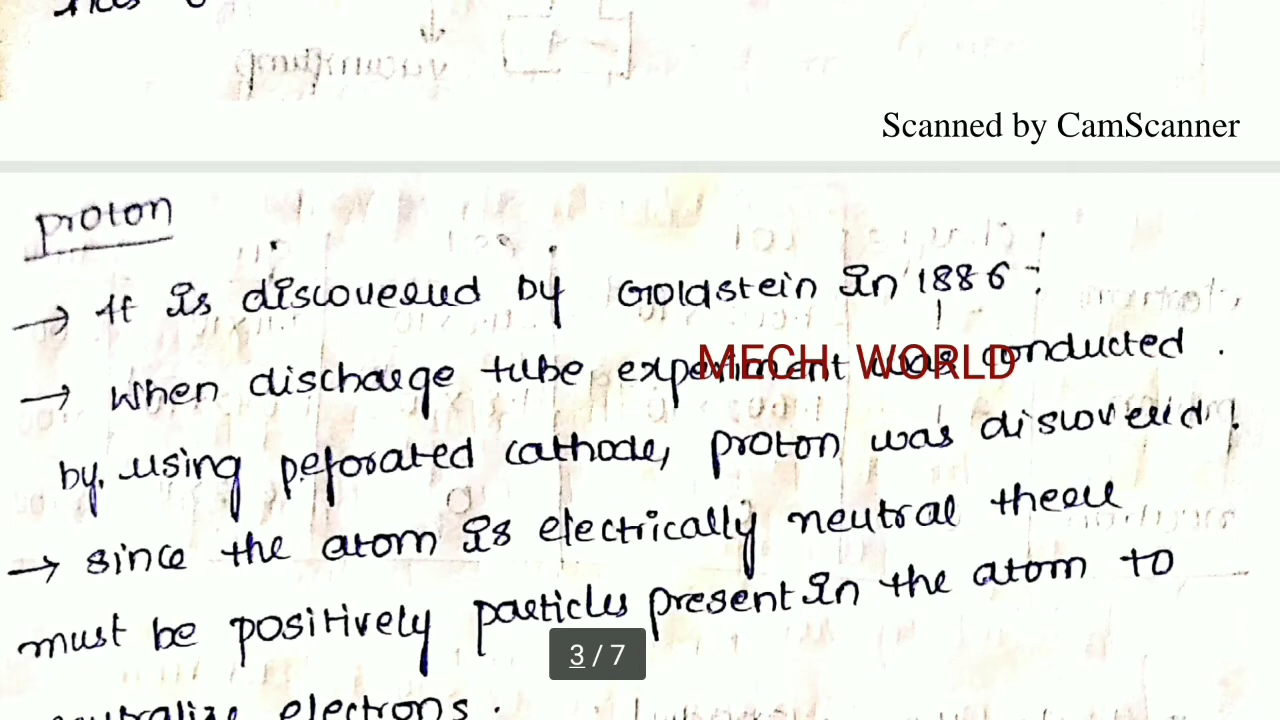 Scanned by CamScanner
Proton
→ It is discovered by Goldstein in 1886.
→ When discharge tube experiment was conducted.
MECH WORLD
by using peforated cathode, proton was discovered.
→ since the atom is electrically neutral there
must be positively particles present in the atom to
3 / 7
electrons.